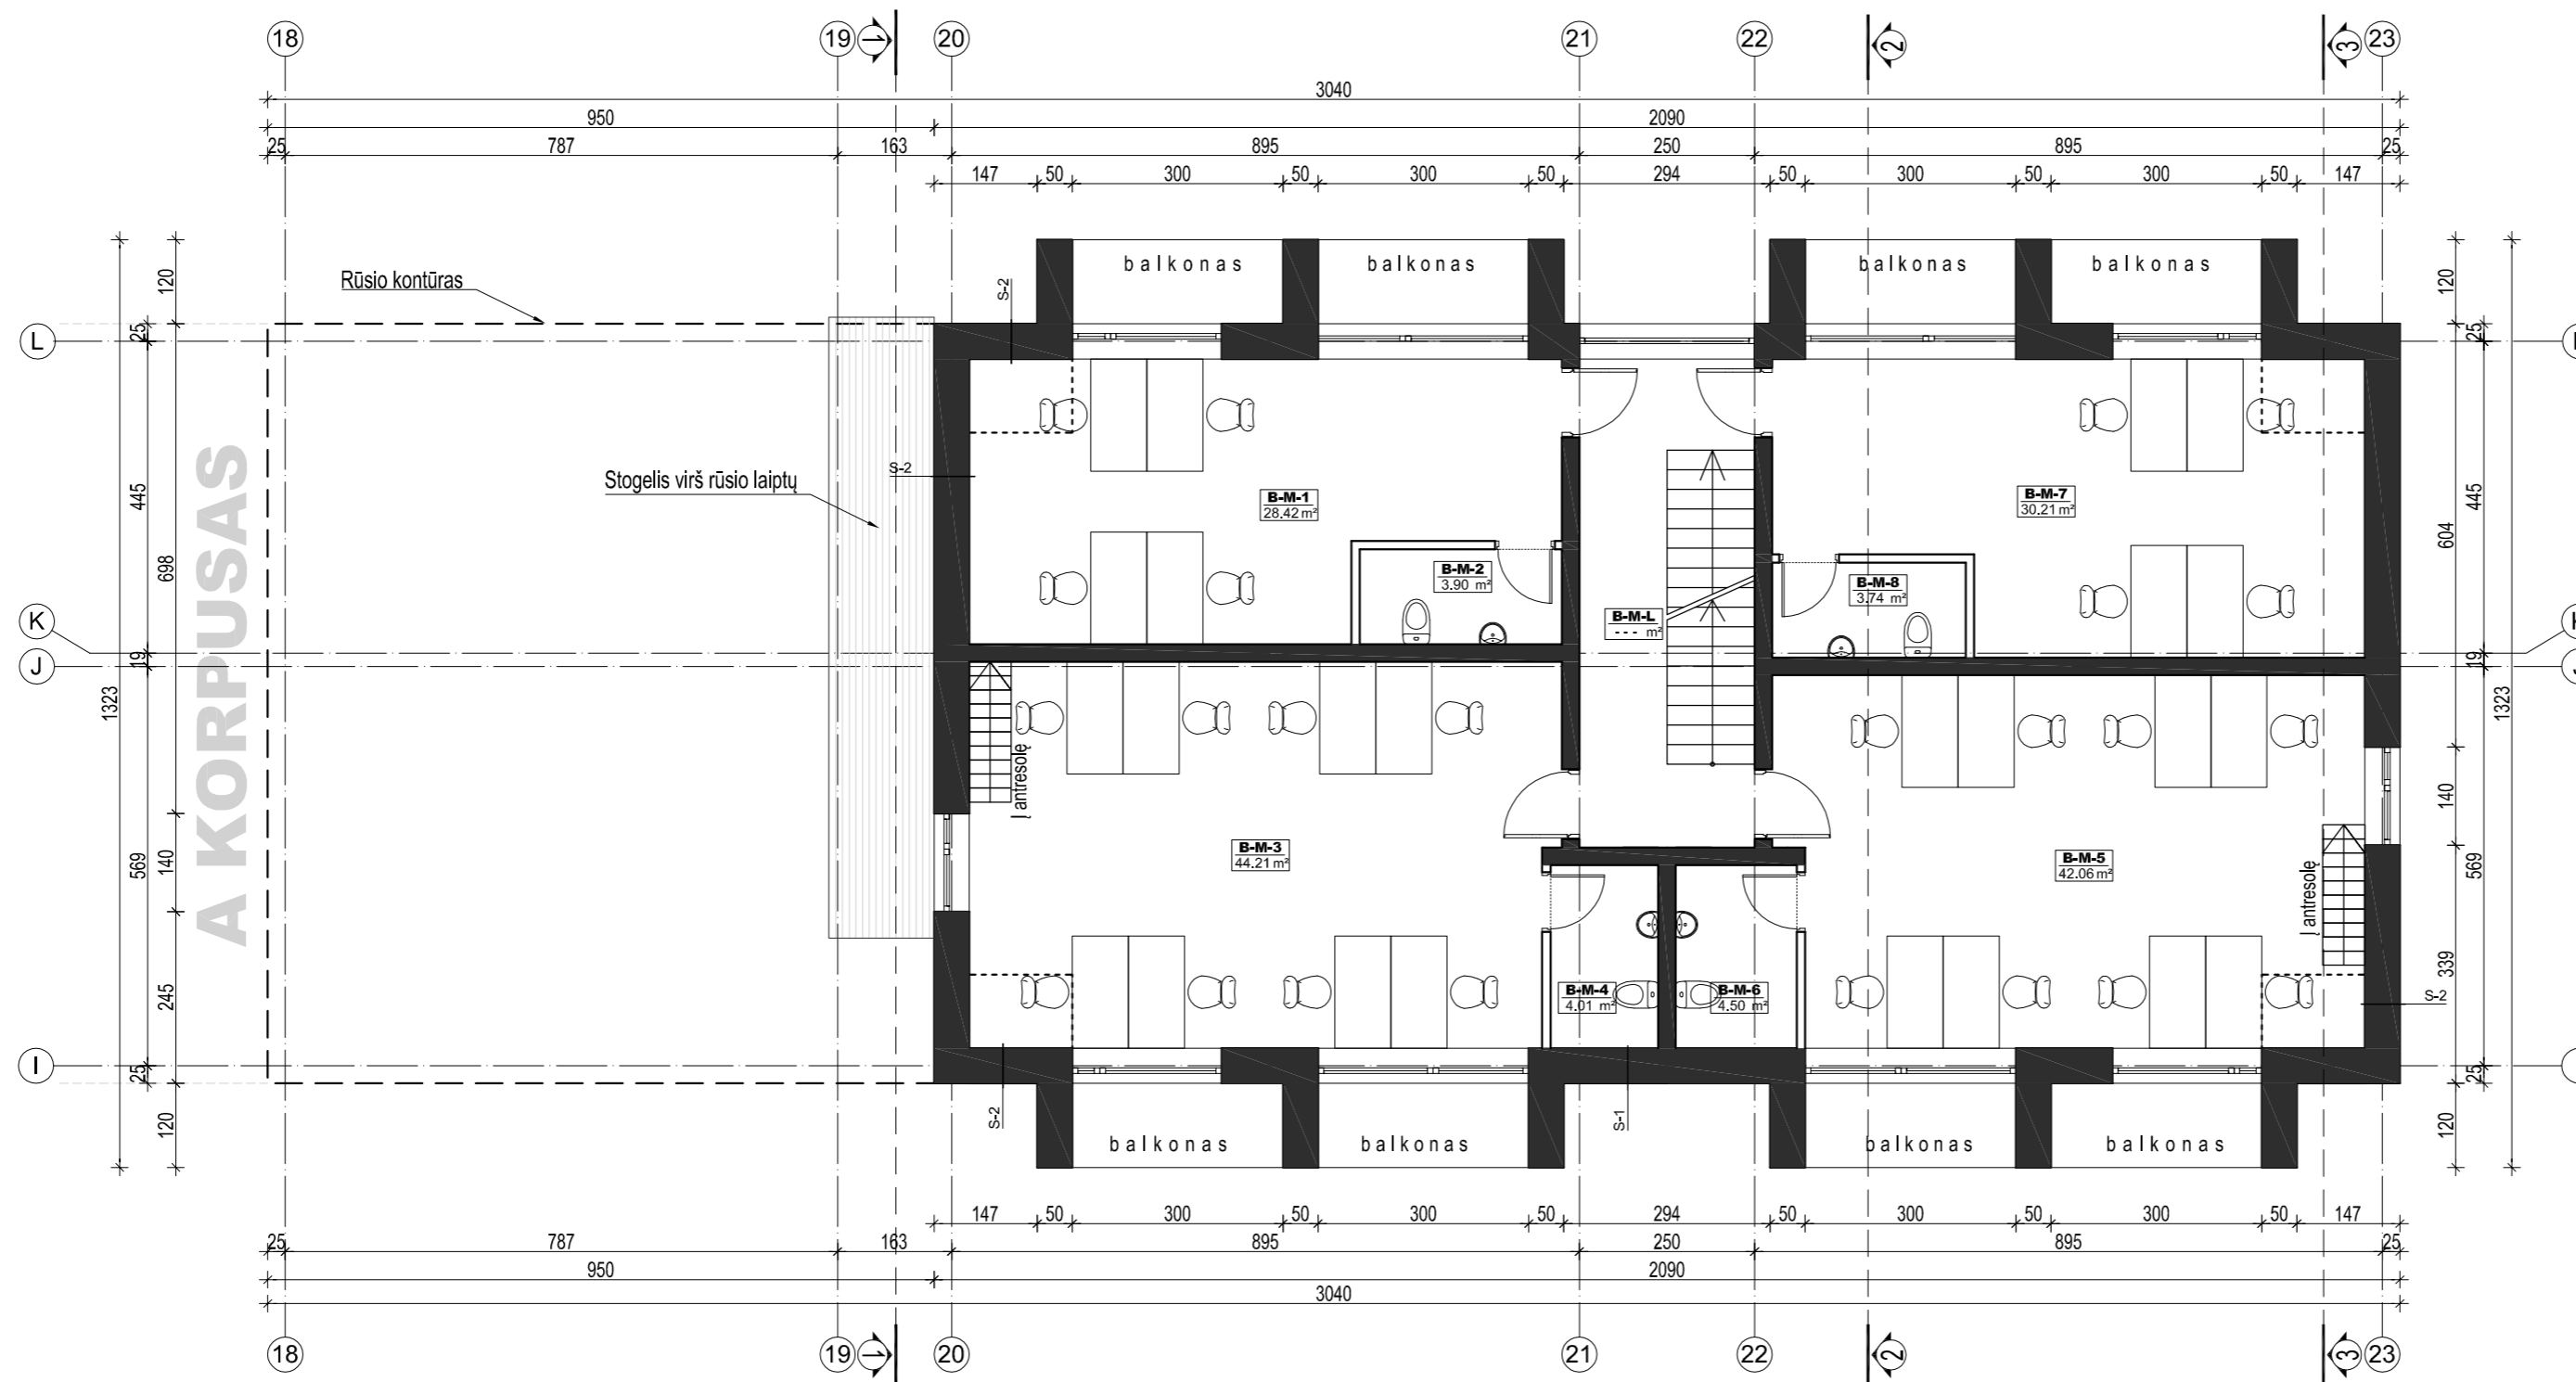 18 19 1 20 21 22 2 3 23
3040
950 2090
25 787 163 895 250 895 25
147 50 300 50 300 50 294 50 300 50 300 50 147
balkonas balkonas balkonas balkonas
Rūsio kontūras
S-2
120 120
L
25 25
Stogelis virš rūsio laiptų
S-2
445 698 445 604
A KORPUSAS
B-M-1
28.42 m²
B-M-7
30.21 m²
B-M-2
3.90 m²
B-M-8
3.74 m²
B-M-L
--- m²
K
J
19 19
1323 1323
Į antresolę
B-M-3
44.21 m²
B-M-5
42.06 m²
Į antresolę
569 140 140 569
245 339
B-M-4
4.01 m²
B-M-6
4.50 m²
S-2
I
25 25
S-2 S-1
120 120
balkonas balkonas balkonas balkonas
147 50 300 50 300 50 294 50 300 50 300 50 147
25 787 163 895 250 895 25
950 2090
3040
18 19 1 20 21 22 2 3 23